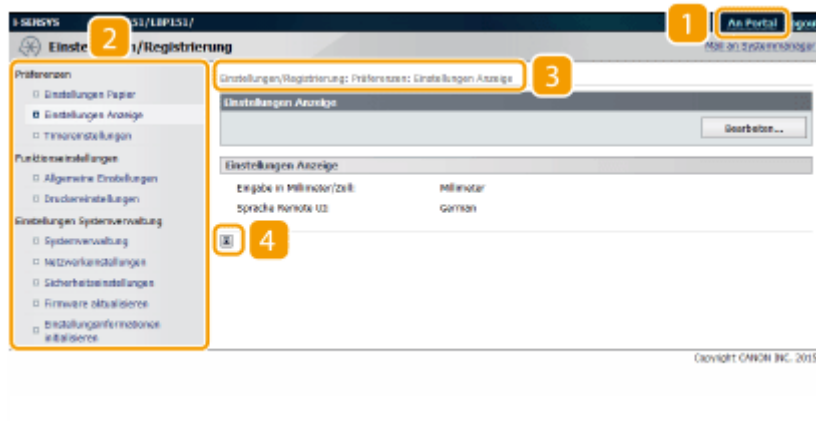 i-SENSYS 151/LBP151/
1
An Portal
Mail an Systemmanager
2
Einste n/Registrierung
Präferenzen
Einstellungen Papier
Einstellungen Anzeige
Timereinstellungen
Funktionseinstellungen
Allgemeine Einstellungen
Druckereinstellungen
Einstellungen Systemverwaltung
Systemverwaltung
Netzwerkeinstellungen
Sicherheitseinstellungen
Firmware aktualisieren
Einstellungsinformationen
initialisieren
Einstellungen/Registrierung: Präferenzen: Einstellungen Anzeige
3
Einstellungen Anzeige
Bearbeiten...
Einstellungen Anzeige
Eingabe in Millimeter/Zoll: Millimeter
Sprache Remote UI: German
4
Copyright CANON INC. 2015